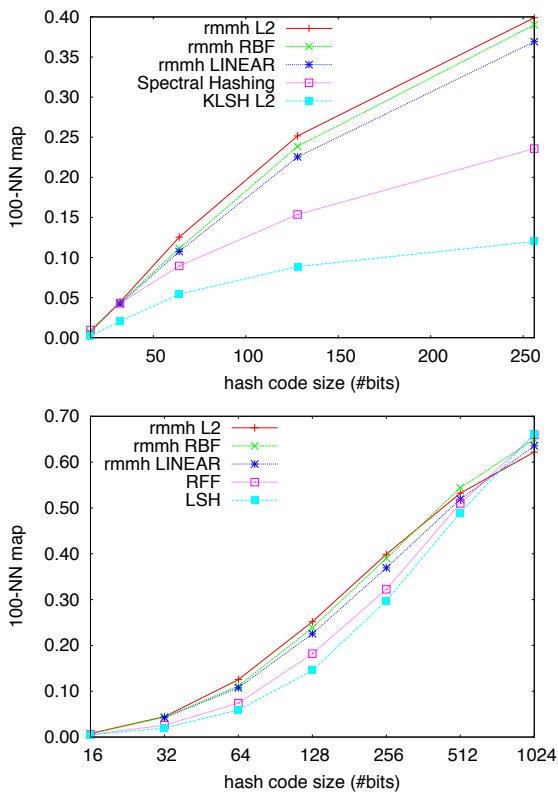 0.40
0.35
0.30
0.25
0.20
0.15
0.10
0.05
0.00
100-NN map
rmmh L2
rmmh RBF
rmmh LINEAR
Spectral Hashing
KLSH L2
50 100 150 200 250
hash code size (#bits)
0.70
0.60
0.50
0.40
0.30
0.20
0.10
0.00
100-NN map
rmmh L2
rmmh RBF
rmmh LINEAR
RFF
LSH
16 32 64 128 256 512 1024
hash code size (#bits)